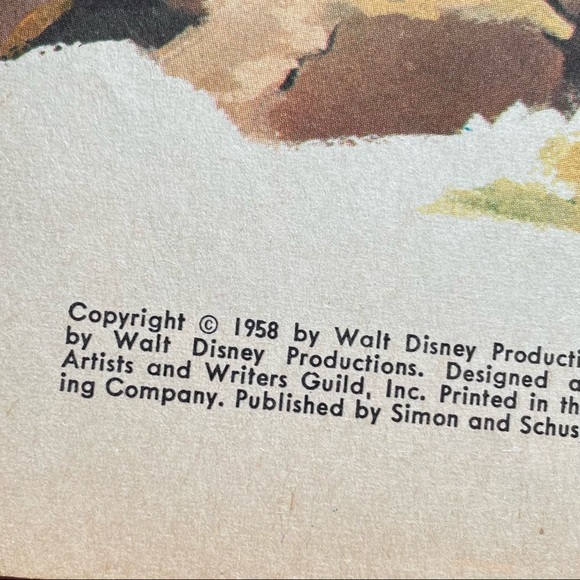 Copyright © 1958 by Walt Disney Producti
by Walt Disney Productions. Designed a
Artists and Writers Guild, Inc. Printed in th
ing Company. Published by Simon and Schus